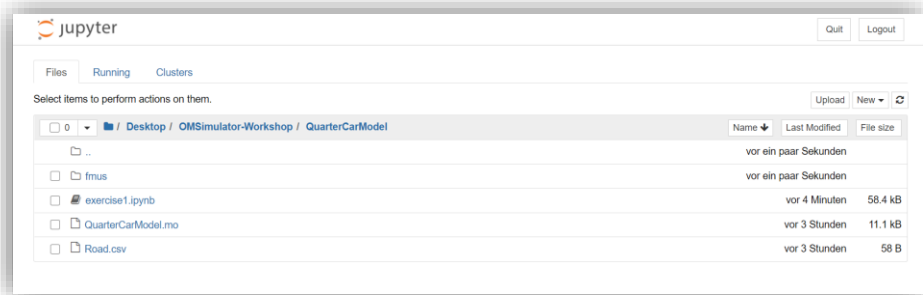 jupyter Quit Logout
Files Running Clusters
Select items to perform actions on them. Upload New
0 / Desktop / OMSimulator-Workshop / QuarterCarModel Name Last Modified File size
.. vor ein paar Sekunden
fmus vor ein paar Sekunden
exercise1.ipynb vor 4 Minuten 58.4 kB
QuarterCarModel.mo vor 3 Stunden 11.1 kB
Road.csv vor 3 Stunden 58 B